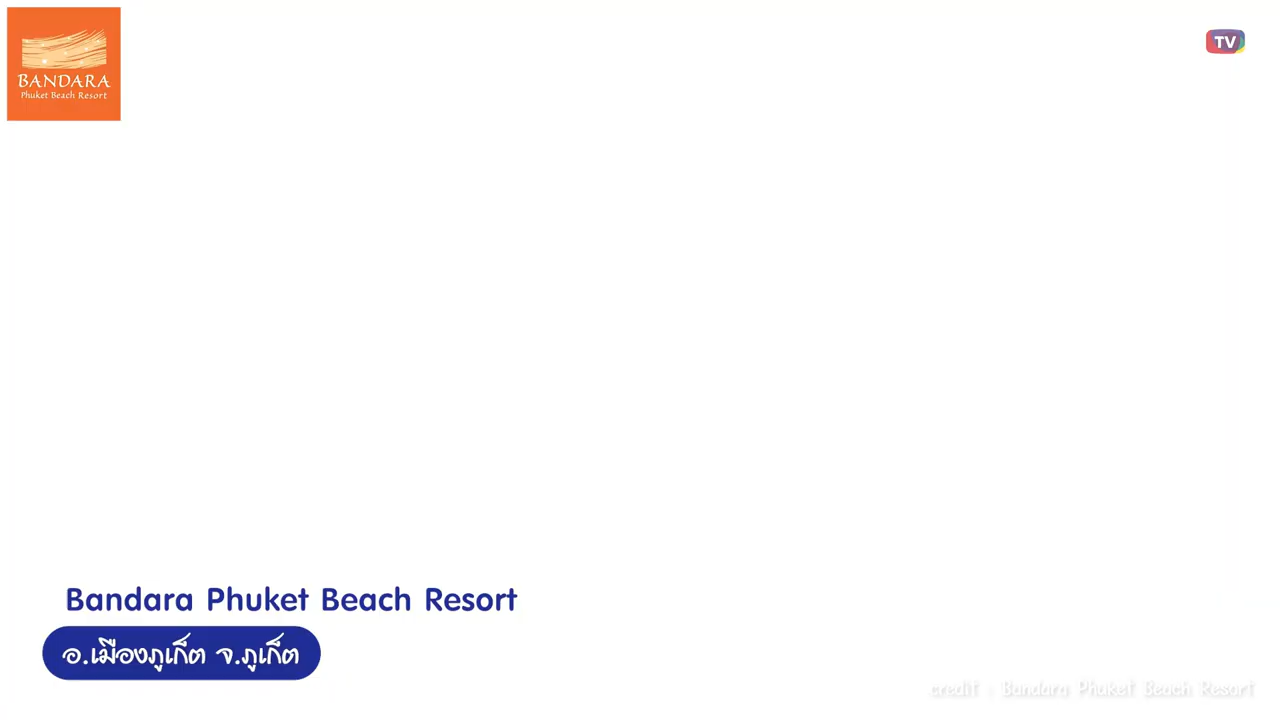 BANDARA
Phuket Beach Resort
TV
Bandara Phuket Beach Resort
อ.เมืองภูเก็ต จ.ภูเก็ต
credit : Bandara Phuket Beach Resort